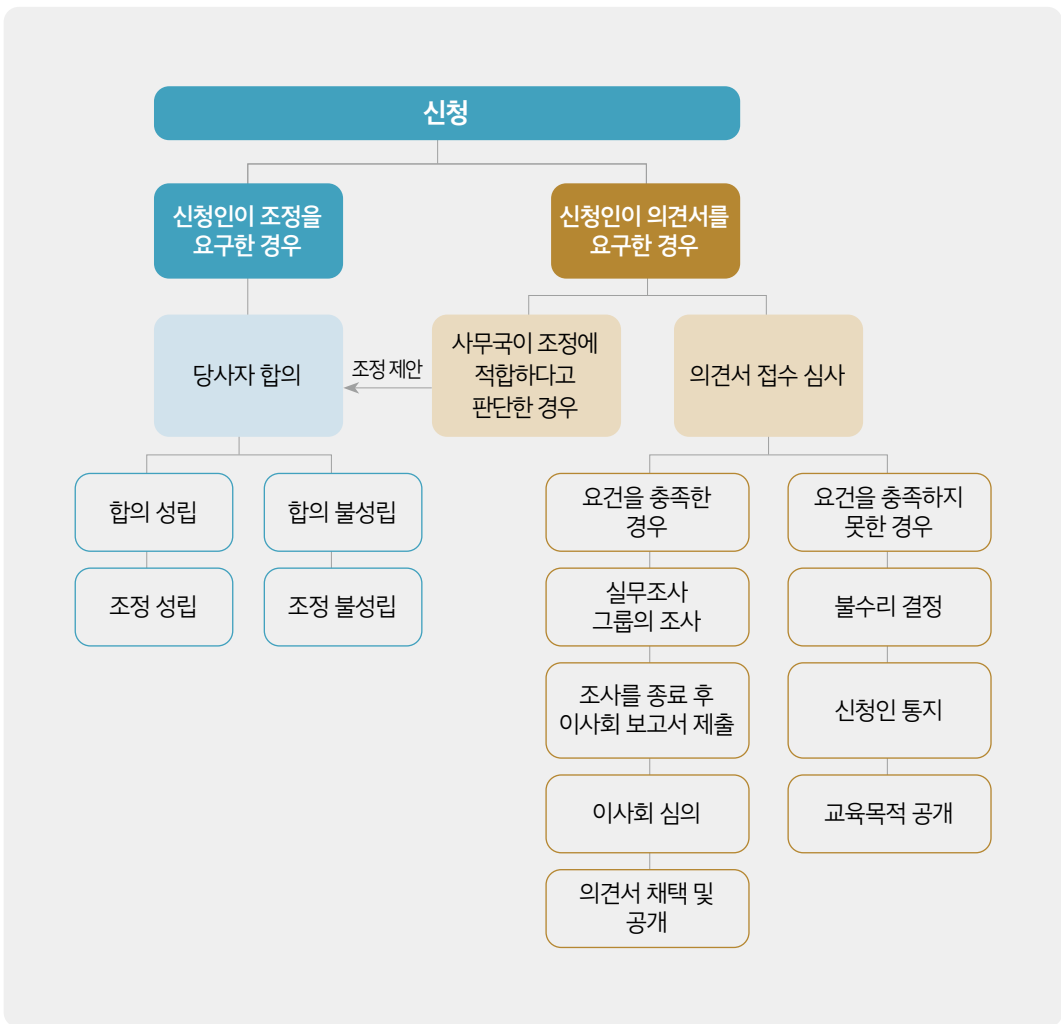 신청
신청인이 조정을
요구한 경우
신청인이 의견서를
요구한 경우
당사자 합의
조정 제안
사무국이 조정에
적합하다고
판단한 경우
의견서 접수 심사
합의 성립
합의 불성립
요건을 충족한
경우
요건을 충족하지
못한 경우
조정 성립
조정 불성립
실무조사
그룹의 조사
불수리 결정
조사를 종료 후
이사회 보고서 제출
신청인 통지
이사회 심의
교육목적 공개
의견서 채택 및
공개